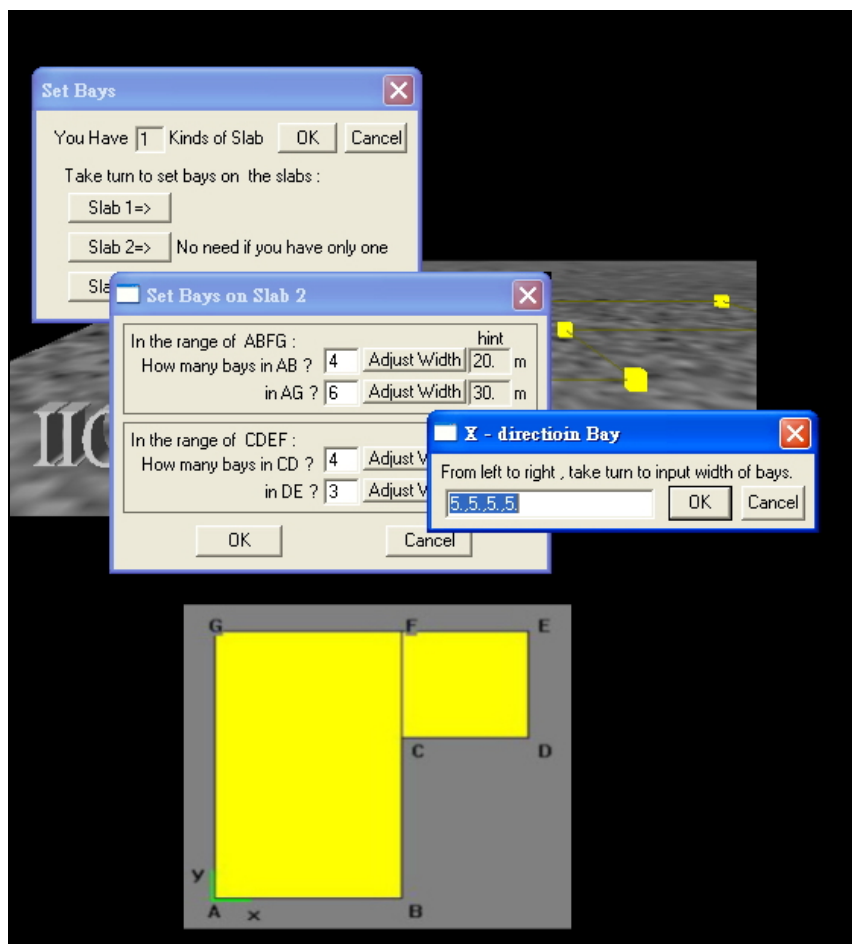 Set Bays
You Have 1 Kinds of Slab OK Cancel
Take turn to set bays on the slabs :
Slab 1=>
Slab 2=> No need if you have only one
Sla
Set Bays on Slab 2
In the range of ABFG : hint
How many bays in AB ? 4 Adjust Width 20. m
in AG ? 6 Adjust Width 30. m
In the range of CDEF :
How many bays in CD ? 4 Adjust
in DE ? 3 Adjust
OK Cancel
X - directioin Bay
From left to right , take turn to input width of bays.
5.,5.,5.,5. OK Cancel
G F E
C D
y
A x B